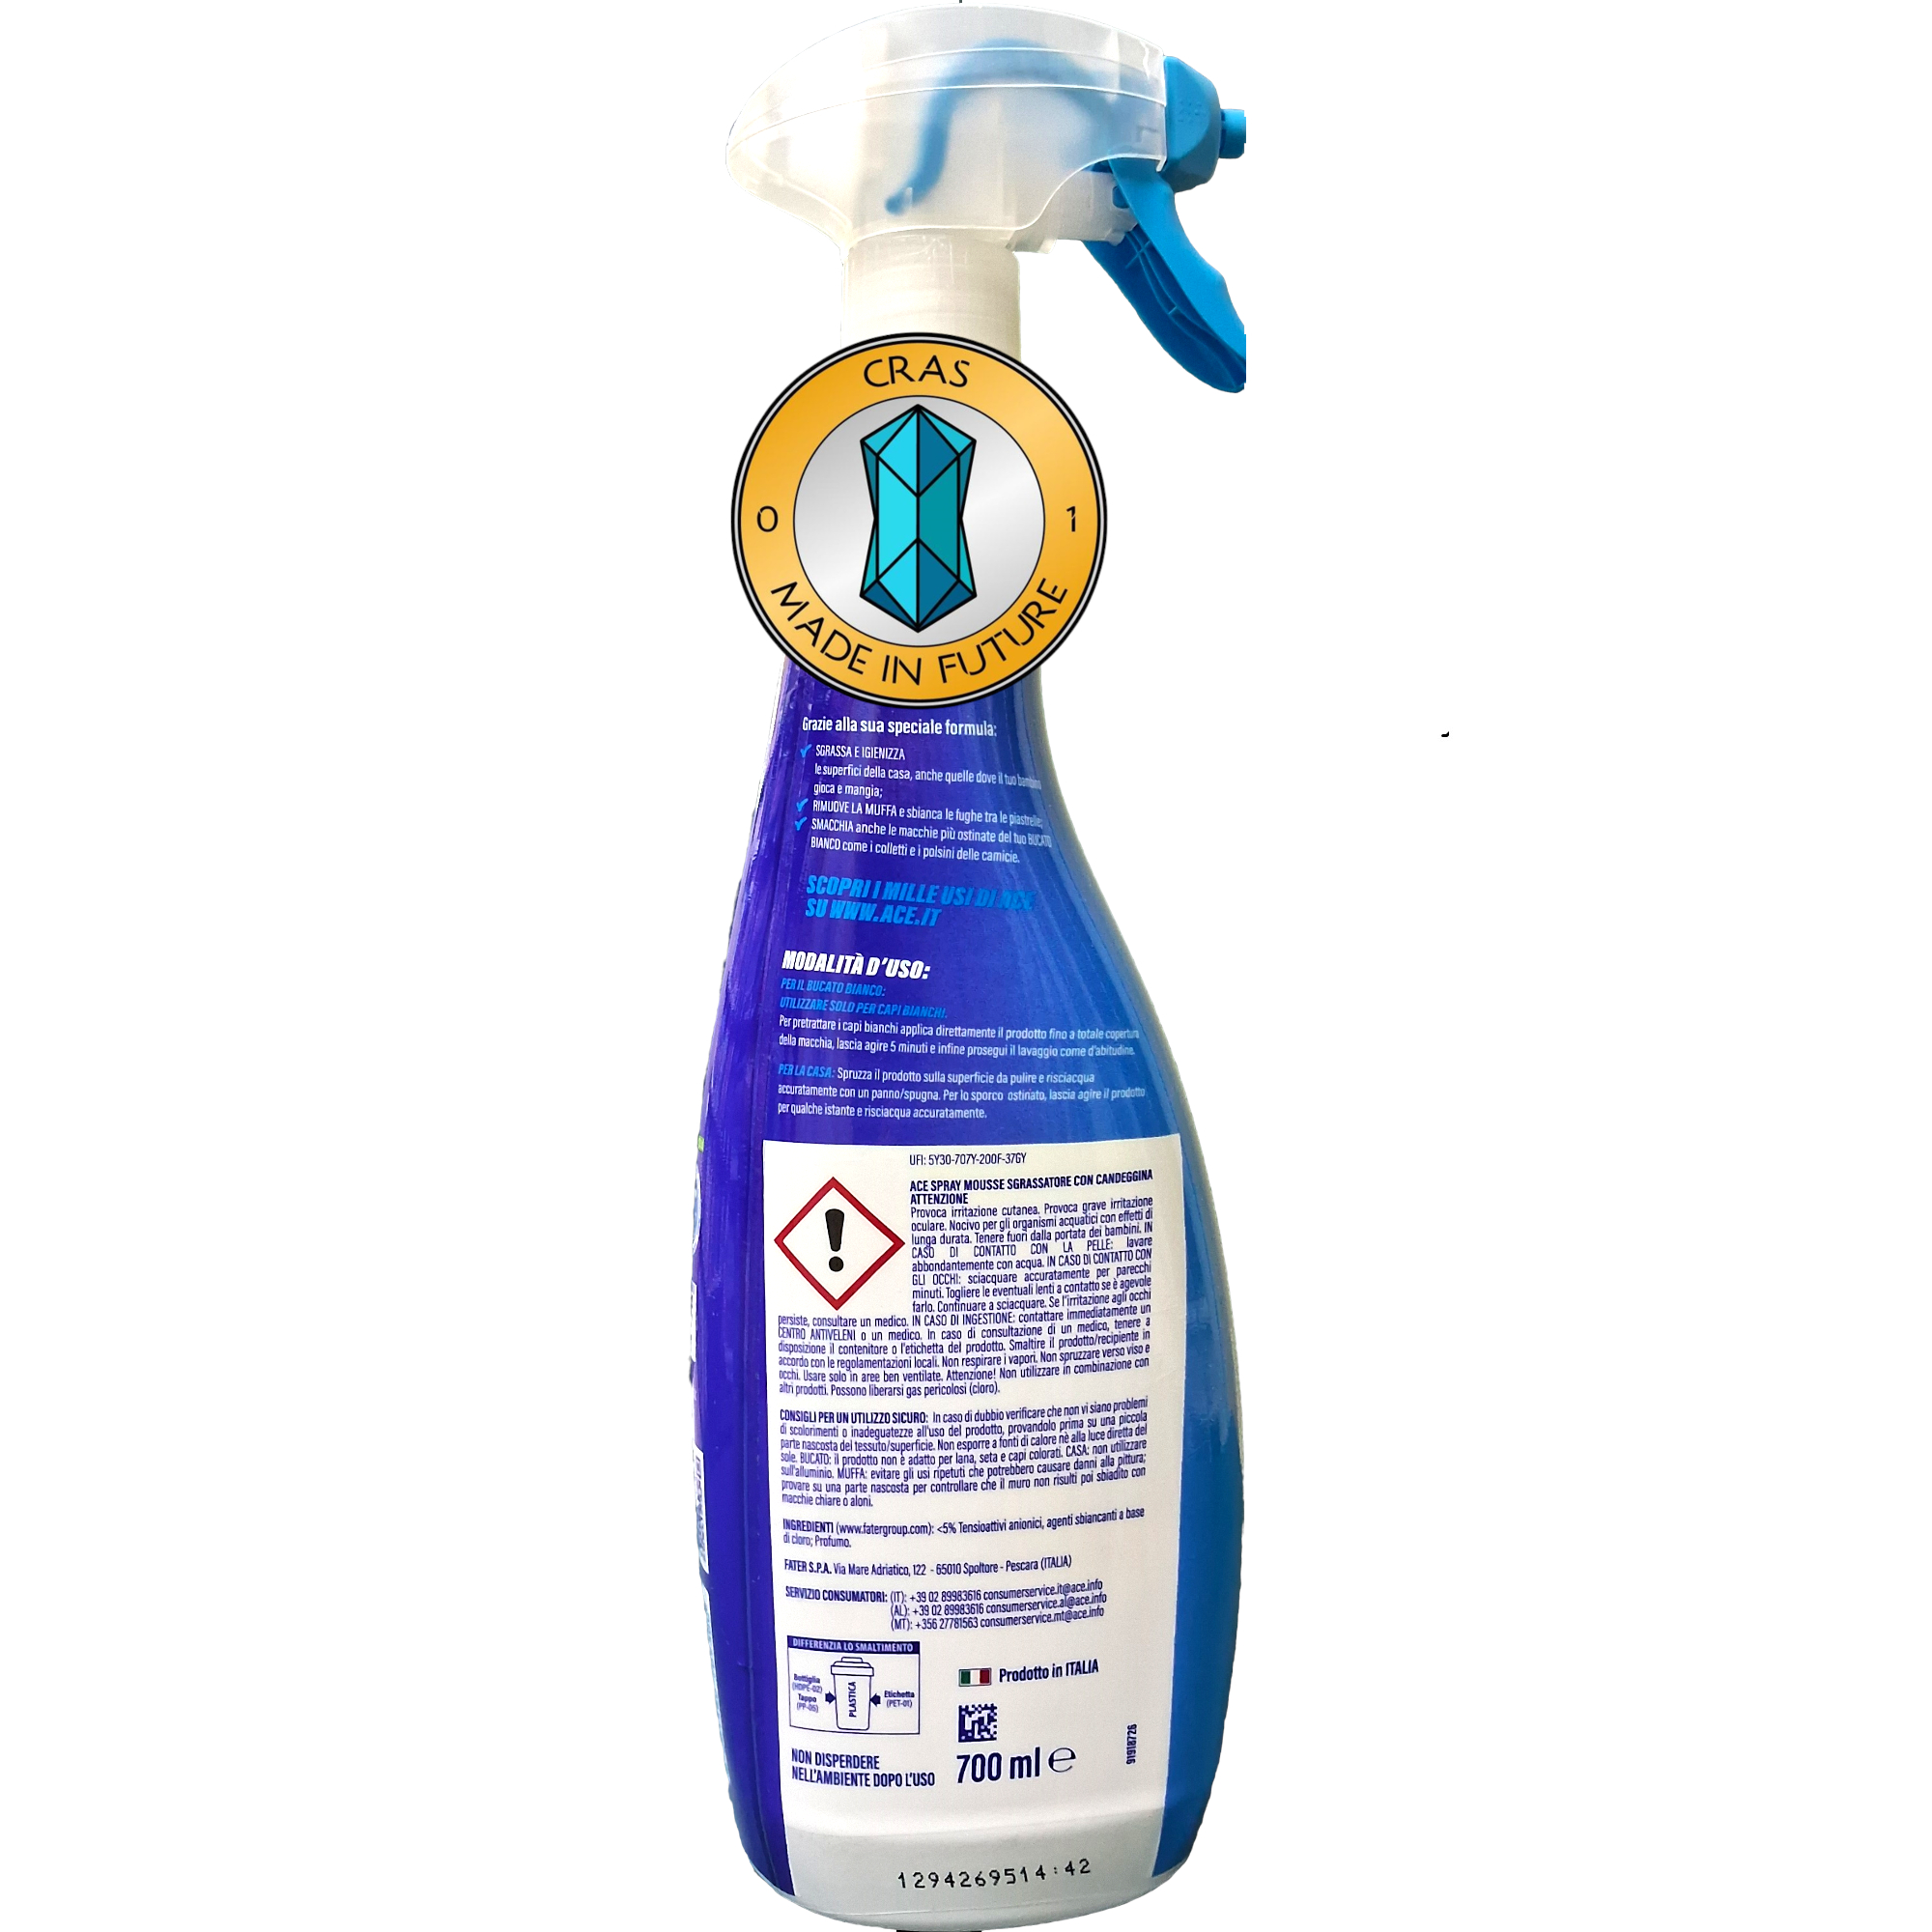 CRAS
0 1
MADE IN FUTURE
Grazie alla sua speciale formula:
SGRASSA E IGIENIZZA
le superfici della casa, anche quelle dove il tuo bambino
gioca e mangia;
RIMUOVE LA MUFFA e sbianca le fughe tra le piastrelle;
SMACCHIA anche le macchie più ostinate del tuo BUCATO
BIANCO come i colletti e i polsini delle camicie.
SCOPRI I MILLE USI DI ACE
SU WWW.ACE.IT
MODALITÀ D'USO:
PER IL BUCATO BIANCO:
UTILIZZARE SOLO PER CAPI BIANCHI.
Per pretrattare i capi bianchi applica direttamente il prodotto fino a totale copertura
della macchia, lascia agire 5 minuti e infine prosegui il lavaggio come d'abitudine.
PER LA CASA: Spruzza il prodotto sulla superficie da pulire e risciacqua
accuratamente con un panno/spugna. Per lo sporco ostinato, lascia agire il prodotto
per qualche istante e risciacqua accuratamente.
UFI: 5Y30-707Y-200F-37GY
ACE SPRAY MOUSSE SGRASSATORE CON CANDEGGINA
ATTENZIONE
Provoca irritazione cutanea. Provoca grave irritazione
oculare. Nocivo per gli organismi acquatici con effetti di
lunga durata. Tenere fuori dalla portata dei bambini. IN
CASO DI CONTATTO CON LA PELLE: lavare
abbondantemente con acqua. IN CASO DI CONTATTO CON
GLI OCCHI: sciacquare accuratamente per parecchi
minuti. Togliere le eventuali lenti a contatto se è agevole
farlo. Continuare a sciacquare. Se l'irritazione agli occhi
persiste, consultare un medico. IN CASO DI INGESTIONE: contattare immediatamente un
CENTRO ANTIVELENI o un medico. In caso di consultazione di un medico, tenere a
disposizione il contenitore o l'etichetta del prodotto. Smaltire il prodotto/recipiente in
accordo con le regolamentazioni locali. Non respirare i vapori. Non spruzzare verso viso e
occhi. Usare solo in aree ben ventilate. Attenzione! Non utilizzare in combinazione con
altri prodotti. Possono liberarsi gas pericolosi (cloro).
CONSIGLI PER UN UTILIZZO SICURO: In caso di dubbio verificare che non vi siano problemi
di scolorimenti o inadeguatezze all'uso del prodotto, provandolo prima su una piccola
parte nascosta del tessuto/superficie. Non esporre a fonti di calore nè alla luce diretta del
sole. BUCATO: il prodotto non è adatto per lana, seta e capi colorati. CASA: non utilizzare
sull'alluminio. MUFFA: evitare gli usi ripetuti che potrebbero causare danni alla pittura;
provare su una parte nascosta per controllare che il muro non risulti poi sbiadito con
macchie chiare o aloni.
INGREDIENTI (www.fatergroup.com): <5% Tensioattivi anionici, agenti sbiancanti a base
di cloro; Profumo.
FATER S.P.A. Via Mare Adriatico, 122 - 65010 Spoltore - Pescara (ITALIA)
SERVIZIO CONSUMATORI: (IT): +39 02 89983616 consumerservice.it@ace.info
(AL): +39 02 89983616 consumerservice.al@ace.info
(MT): +356 27781563 consumerservice.mt@ace.info
DIFFERENZIA LO SMALTIMENTO
Bottiglia
(HDPE-02)
Tappo
(PP-05)
PLASTICA
Etichetta
(PET-01)
Prodotto in ITALIA
NON DISPERDERE
NELL'AMBIENTE DOPO L'USO
700 ml e
91918726
1294269514:42